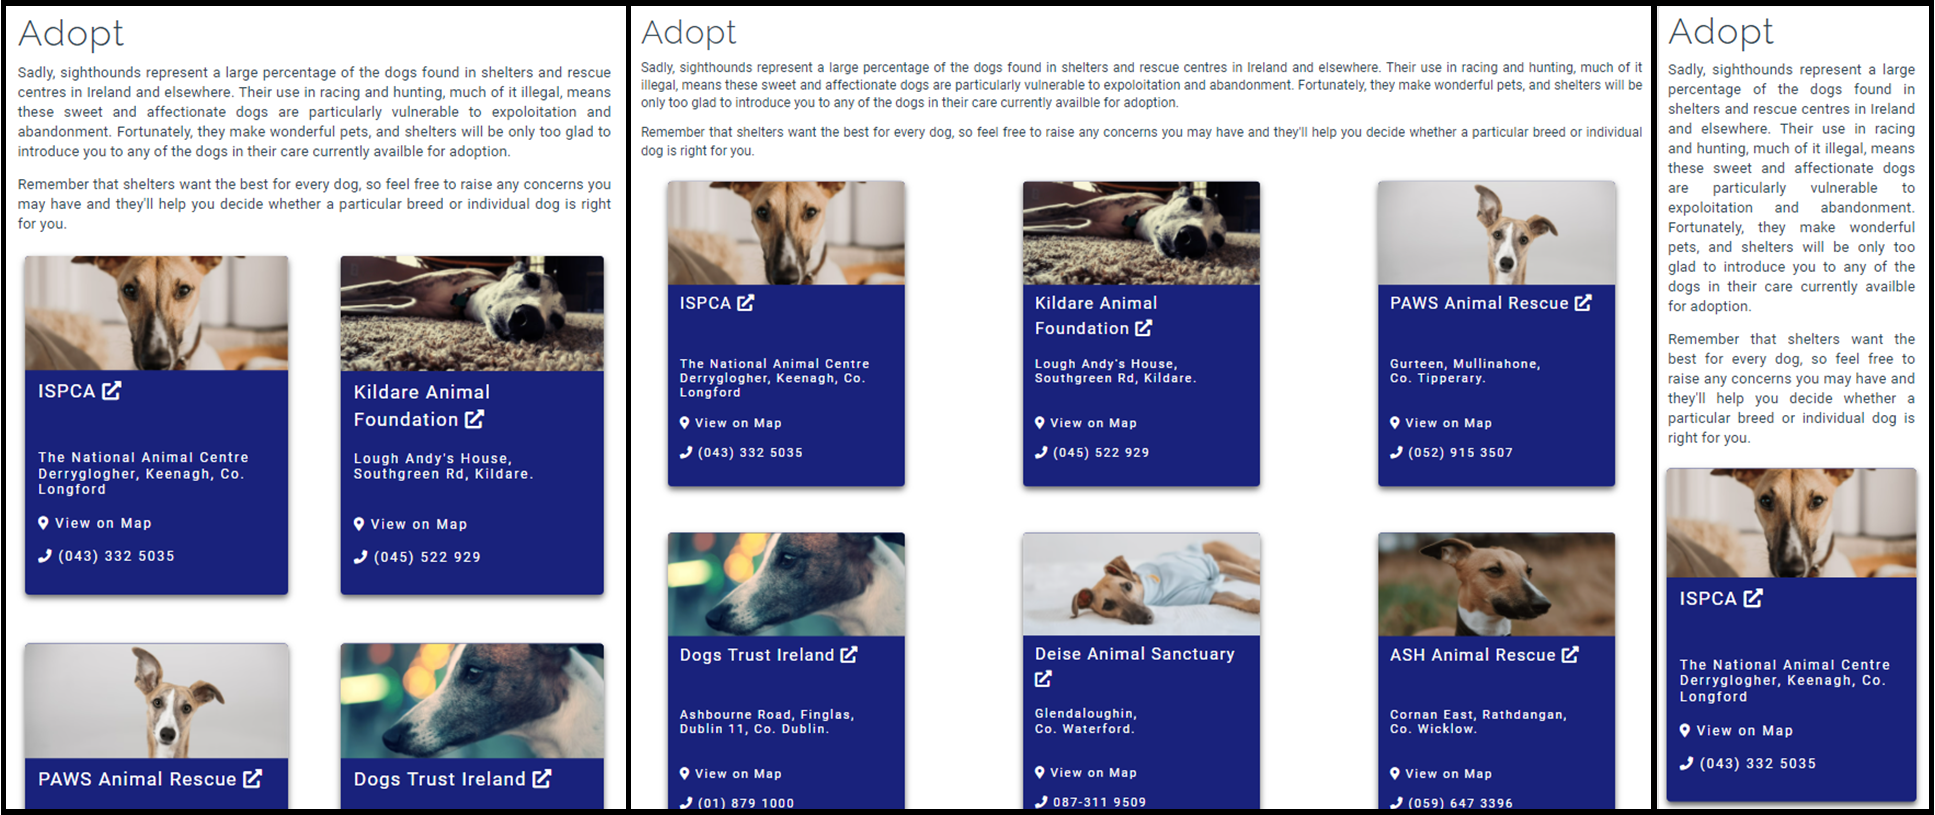 Adopt
Sadly, sighthounds represent a large percentage of the dogs found in shelters and rescue
centres in Ireland and elsewhere. Their use in racing and hunting, much of it illegal, means
these sweet and affectionate dogs are particularly vulnerable to expoloitation and
abandonment. Fortunately, they make wonderful pets, and shelters will be only too glad to
introduce you to any of the dogs in their care currently availble for adoption.
Remember that shelters want the best for every dog, so feel free to raise any concerns you
may have and they'll help you decide whether a particular breed or individual dog is right
for you.
ISPCA
The National Animal Centre
Derryglogher, Keenagh, Co.
Longford
View on Map
(043) 332 5035
Kildare Animal
Foundation
Lough Andy's House,
Southgreen Rd, Kildare.
View on Map
(045) 522 929
PAWS Animal Rescue
Dogs Trust Ireland
Adopt
Sadly, sighthounds represent a large percentage of the dogs found in shelters and rescue centres in Ireland and elsewhere. Their use in racing and hunting, much of it
illegal, means these sweet and affectionate dogs are particularly vulnerable to expoloitation and abandonment. Fortunately, they make wonderful pets, and shelters will be
only too glad to introduce you to any of the dogs in their care currently availble for adoption.
Remember that shelters want the best for every dog, so feel free to raise any concerns you may have and they'll help you decide whether a particular breed or individual
dog is right for you.
ISPCA
The National Animal Centre
Derryglogher, Keenagh, Co.
Longford
View on Map
(043) 332 5035
Kildare Animal
Foundation
Lough Andy's House,
Southgreen Rd, Kildare.
View on Map
(045) 522 929
PAWS Animal Rescue
Gurteen, Mullinahone,
Co. Tipperary.
View on Map
(052) 915 3507
Dogs Trust Ireland
Ashbourne Road, Finglas,
Dublin 11, Co. Dublin.
View on Map
(01) 879 1000
Deise Animal Sanctuary
Glendaloughin,
Co. Waterford.
View on Map
087-311 9509
ASH Animal Rescue
Cornan East, Rathdangan,
Co. Wicklow.
View on Map
(059) 647 3396
Adopt
Sadly, sighthounds represent a large
percentage of the dogs found in
shelters and rescue centres in Ireland
and elsewhere. Their use in racing
and hunting, much of it illegal, means
these sweet and affectionate dogs
are particularly vulnerable to
expoloitation and abandonment.
Fortunately, they make wonderful
pets, and shelters will be only too
glad to introduce you to any of the
dogs in their care currently availble
for adoption.
Remember that shelters want the
best for every dog, so feel free to
raise any concerns you may have and
they'll help you decide whether a
particular breed or individual dog is
right for you.
ISPCA
The National Animal Centre
Derryglogher, Keenagh, Co.
Longford
View on Map
(043) 332 5035